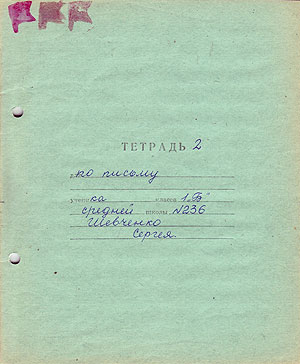 ТЕТРАДЬ 2
по письму
ученика класса 1 „Б"
средней школы №236
Шевченко
Сергея